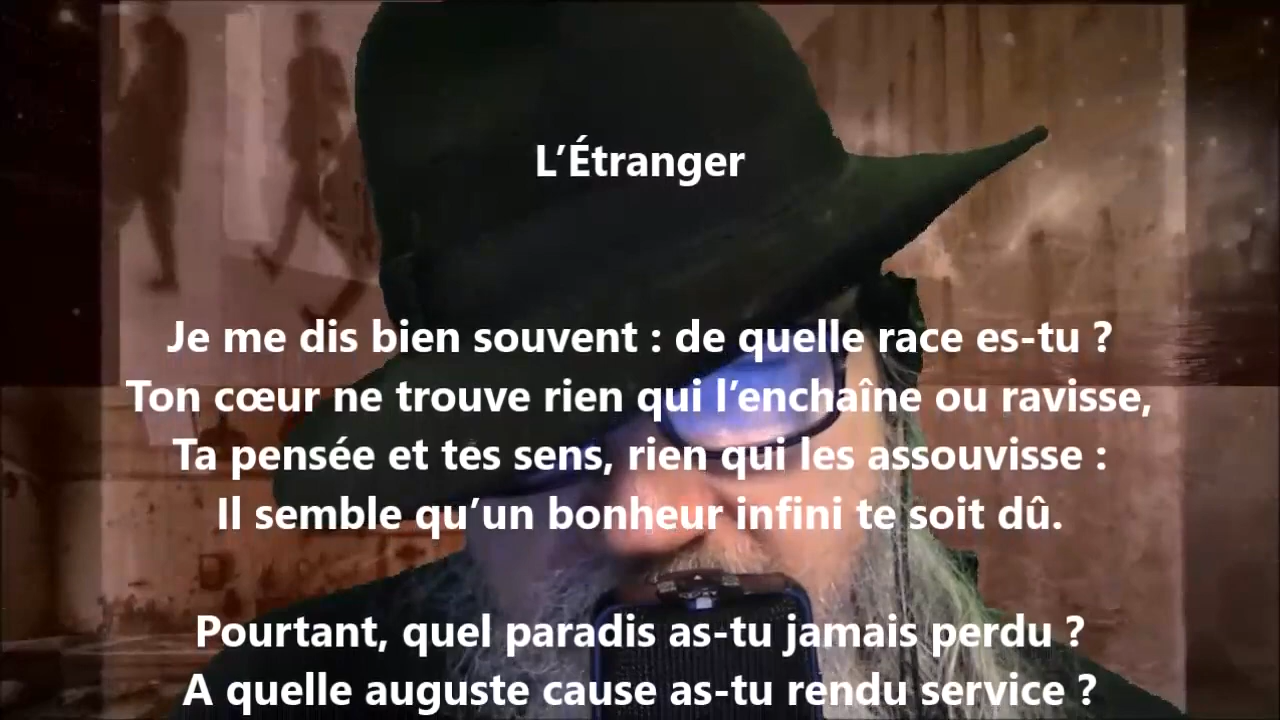 L’Étranger
Je me dis bien souvent : de quelle race es-tu ?
Ton cœur ne trouve rien qui l’enchaîne ou ravisse,
Ta pensée et tes sens, rien qui les assouvisse :
Il semble qu’un bonheur infini te soit dû.
Pourtant, quel paradis as-tu jamais perdu ?
A quelle auguste cause as-tu rendu service ?